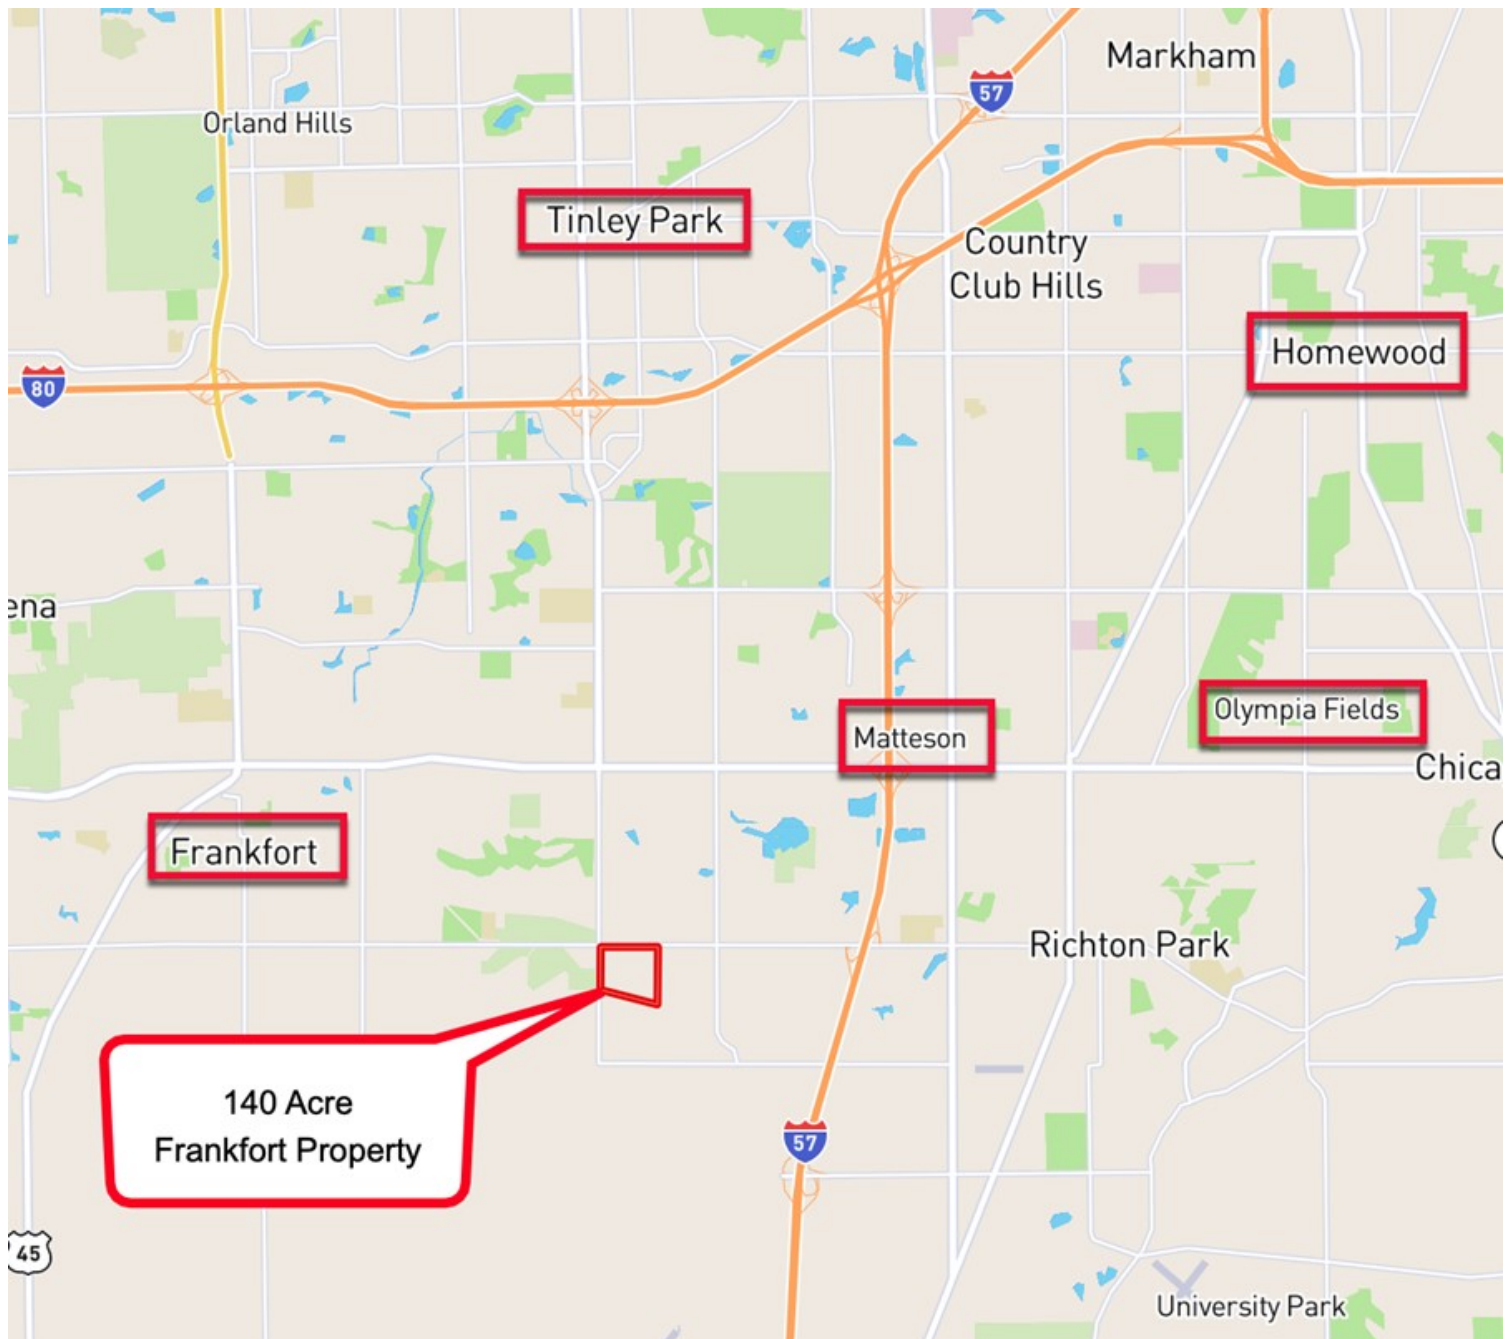 Markham
57
Orland Hills
Tinley Park
Country
Club Hills
Homewood
80
ena
Olympia Fields
Matteson
Chica
Frankfort
Richton Park
140 Acre
Frankfort Property
57
45
University Park